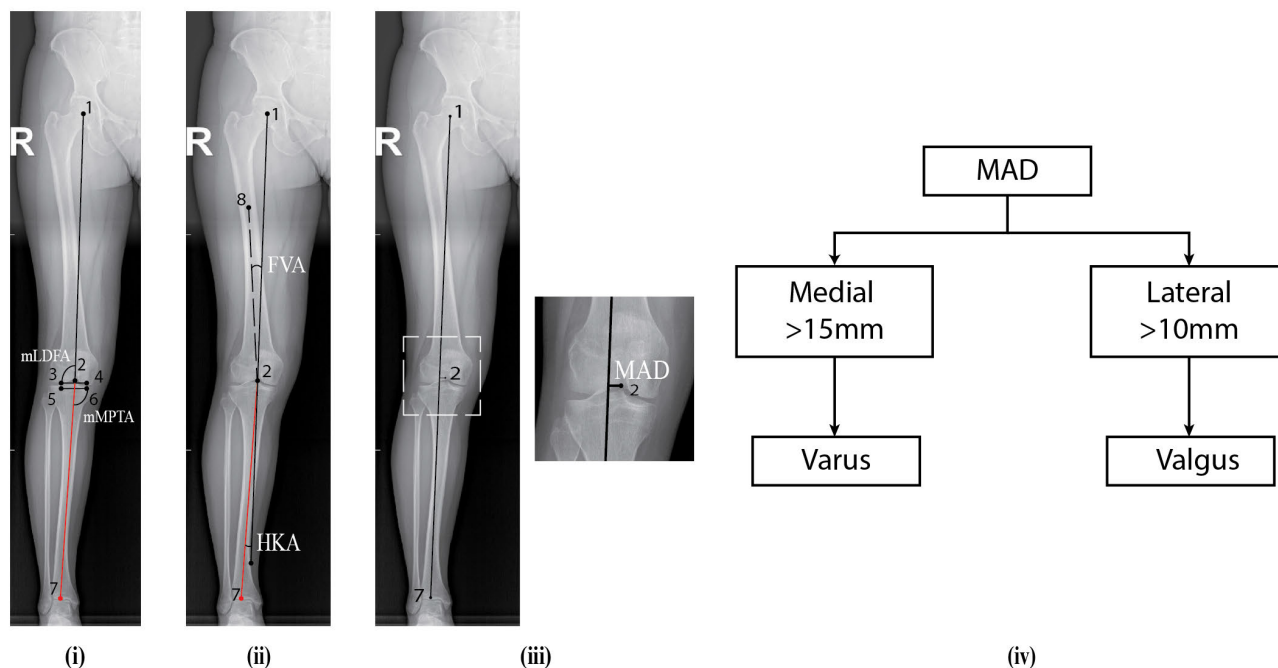 R
1
mLDFA
2
3
4
5
6
mMPTA
7
(i)
R
1
8
FVA
2
HKA
7
(ii)
R
1
2
7
MAD
2
(iii)
MAD
Medial
>15mm
Lateral
>10mm
Varus
Valgus
(iv)